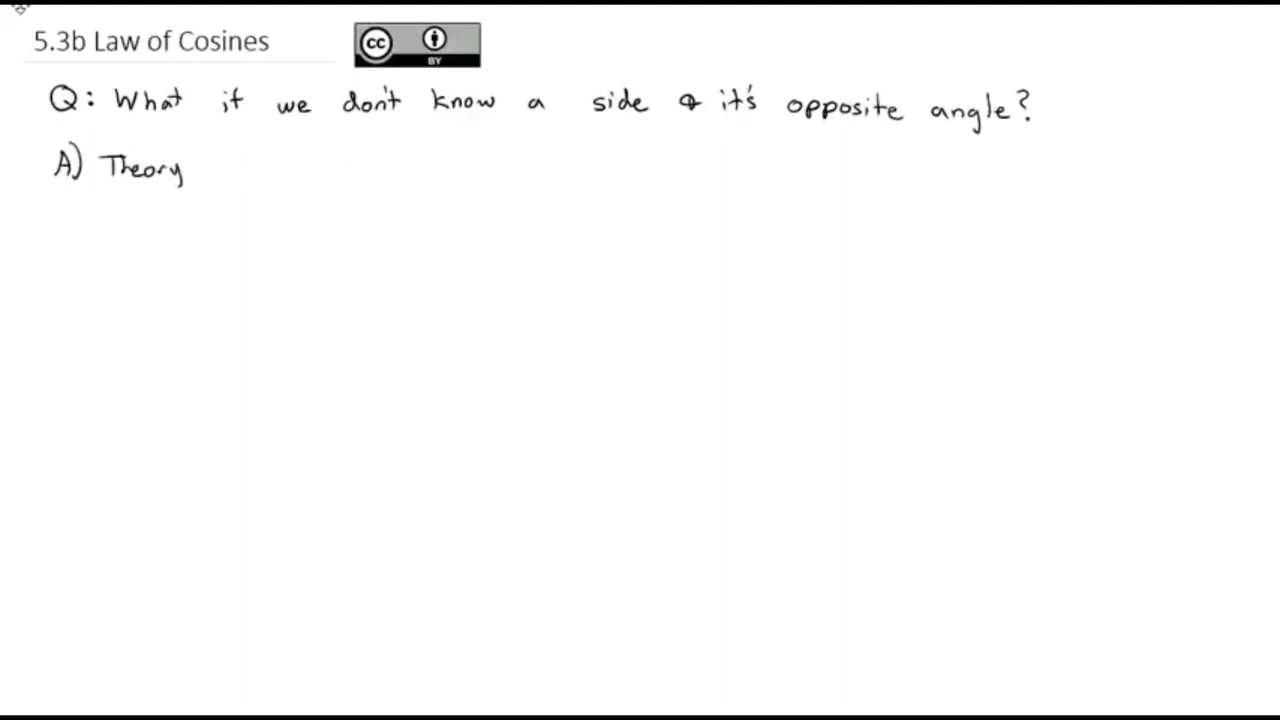 5.3b Law of Cosines
cc BY
Q: What if we don't know a side & it's opposite angle?
A) Theory